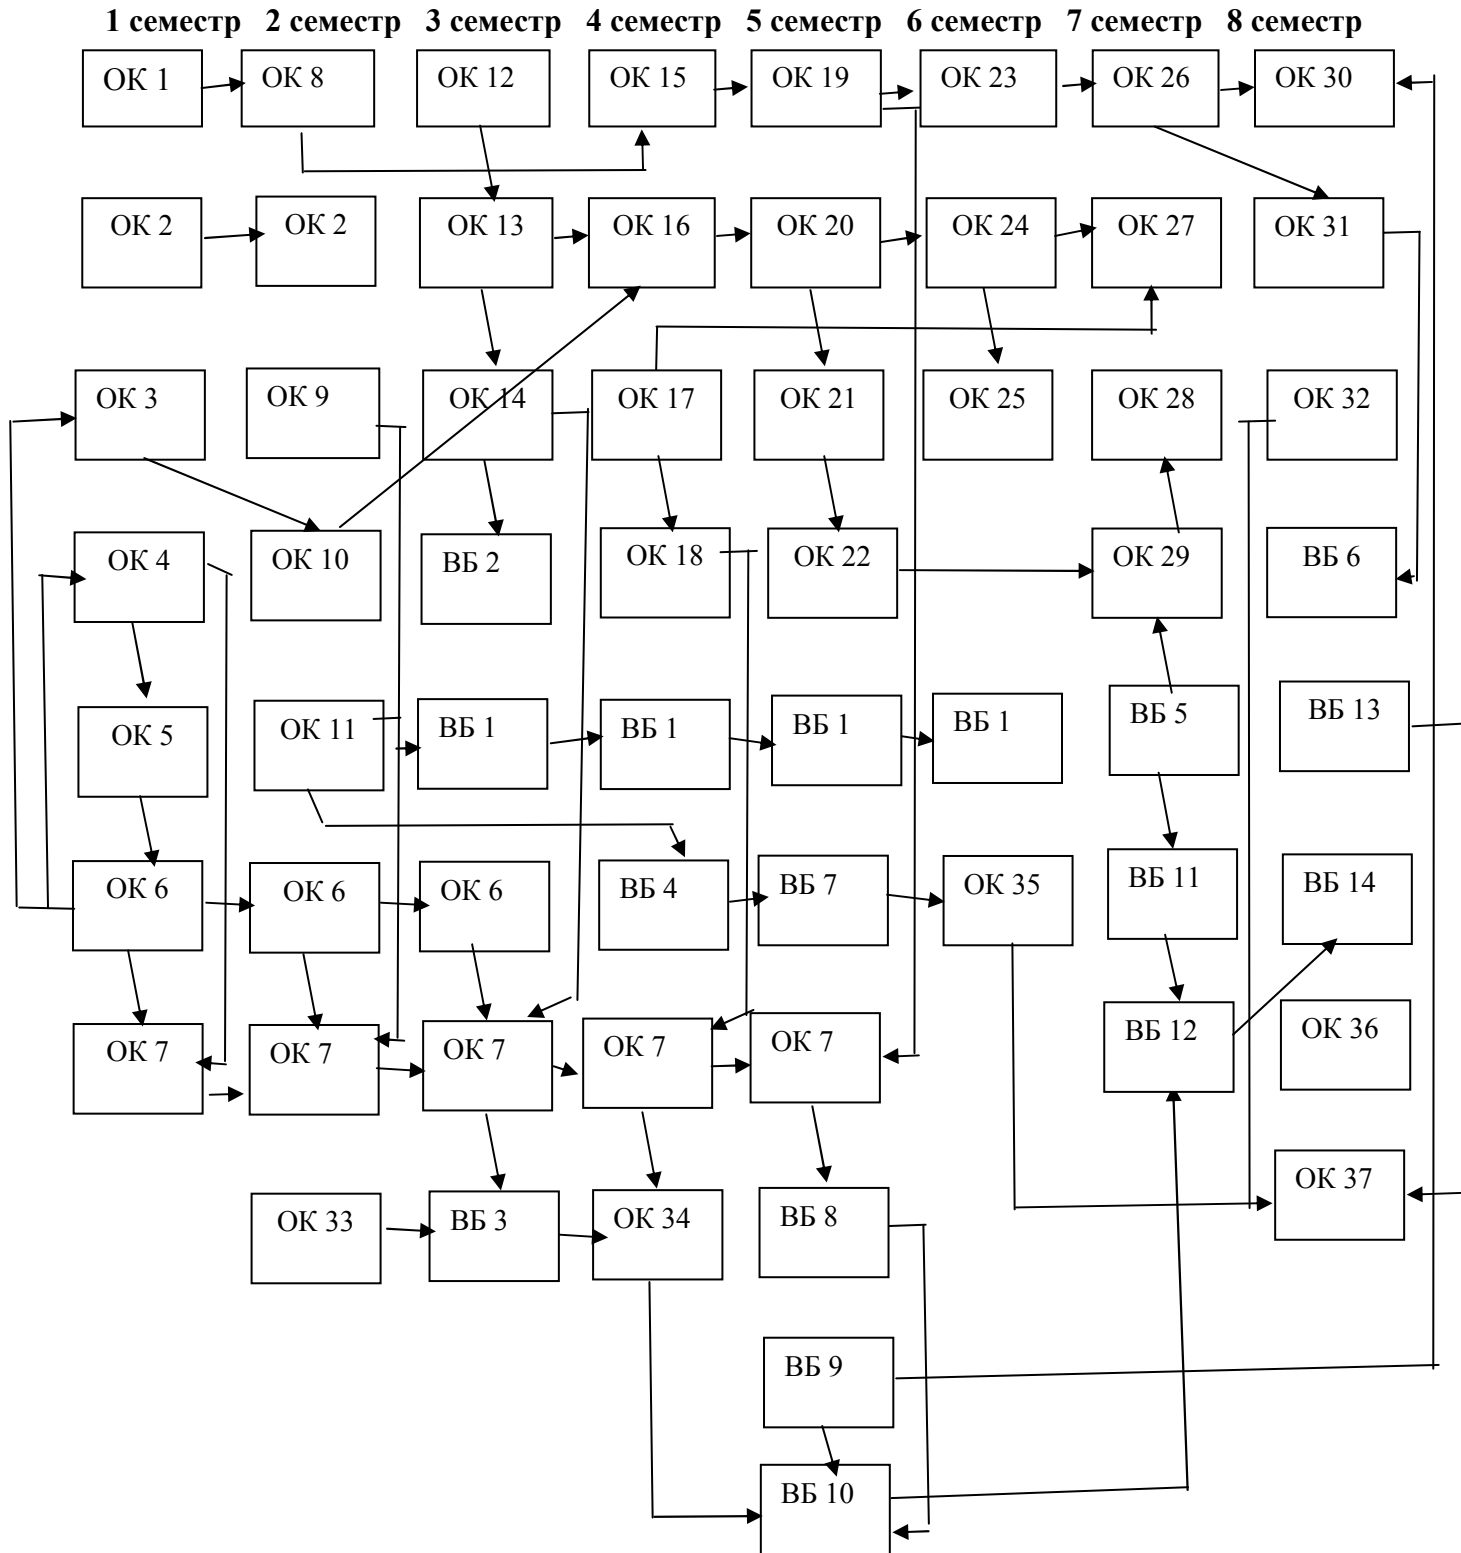 1 семестр 2 семестр 3 семестр 4 семестр 5 семестр 6 семестр 7 семестр 8 семестр
ОК 1 ОК 8 ОК 12 ОК 15 ОК 19 ОК 23 ОК 26 ОК 30
ОК 2 ОК 2 ОК 13 ОК 16 ОК 20 ОК 24 ОК 27 ОК 31
ОК 3 ОК 9 ОК 14 ОК 17 ОК 21 ОК 25 ОК 28 ОК 32
ОК 4 ОК 10 ВБ 2 ОК 18 ОК 22 ОК 29 ВБ 6
ОК 5 ОК 11 ВБ 1 ВБ 1 ВБ 1 ВБ 1 ВБ 5 ВБ 13
ОК 6 ОК 6 ОК 6 ВБ 4 ВБ 7 ОК 35 ВБ 11 ВБ 14
ОК 7 ОК 7 ОК 7 ОК 7 ОК 7 ВБ 12 ОК 36
ОК 33 ВБ 3 ОК 34 ВБ 8 ОК 37
ВБ 9
ВБ 10